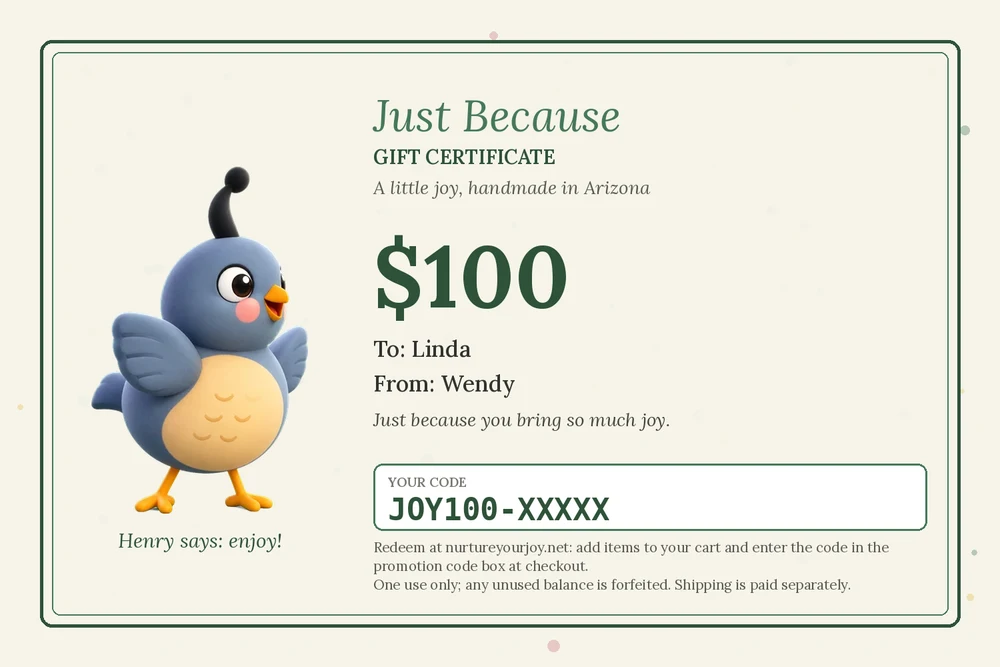 Just Because
GIFT CERTIFICATE
A little joy, handmade in Arizona
$100
To: Linda
From: Wendy
Just because you bring so much joy.
YOUR CODE
JOY100-XXXXX
Henry says: enjoy!
Redeem at nurtureyourjoy.net: add items to your cart and enter the code in the
promotion code box at checkout.
One use only; any unused balance is forfeited. Shipping is paid separately.